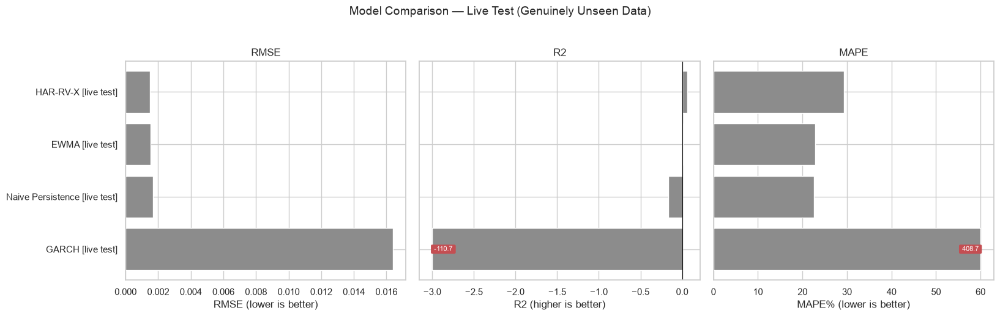 Model Comparison — Live Test (Genuinely Unseen Data)
RMSE
R2
MAPE
HAR-RV-X [live test]
EWMA [live test]
Naive Persistence [live test]
GARCH [live test]
-110.7
408.7
0.000 0.002 0.004 0.006 0.008 0.010 0.012 0.014 0.016
−3.0 −2.5 −2.0 −1.5 −1.0 −0.5 0.0
0 10 20 30 40 50 60
RMSE (lower is better)
R2 (higher is better)
MAPE% (lower is better)